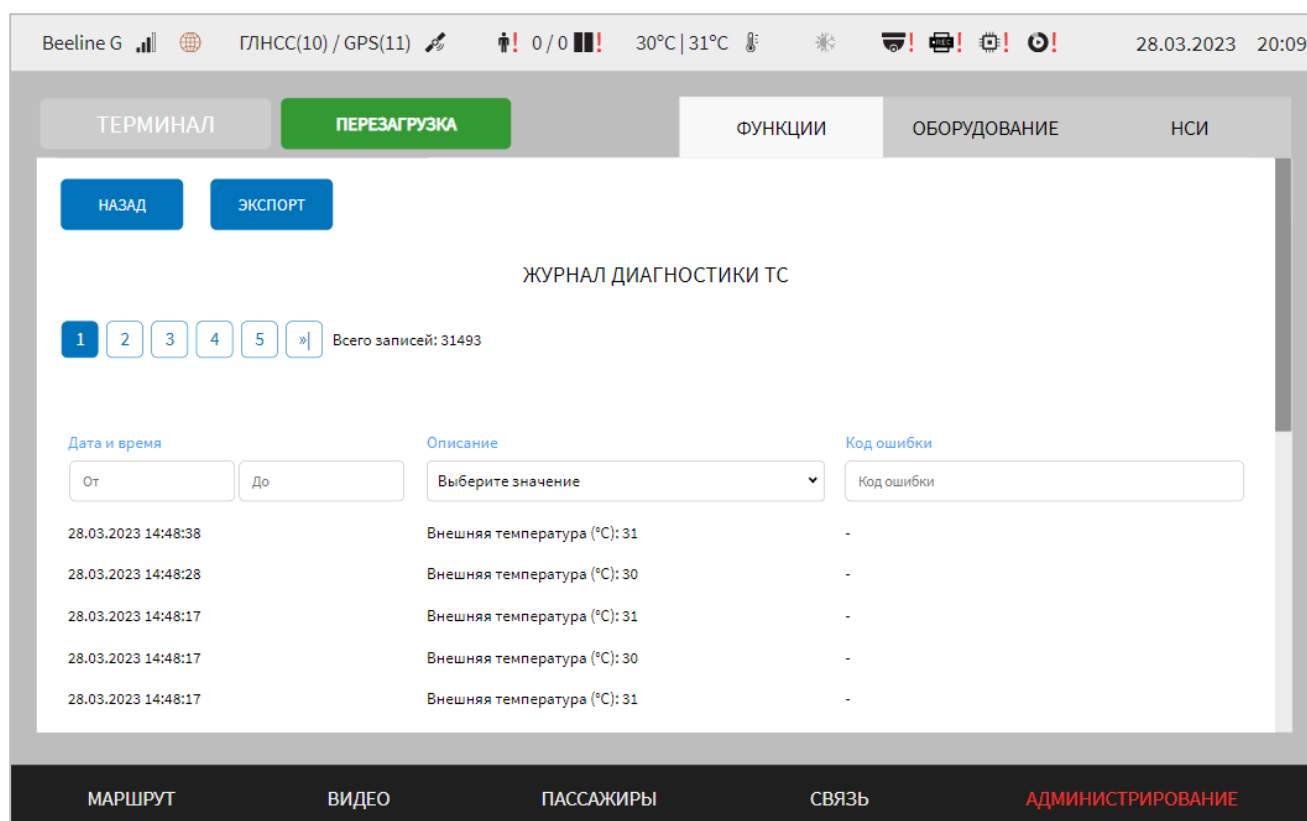 Beeline G ГЛНСС(10) / GPS(11) ! 0 / 0 ! 30°C | 31°C ! REC ! ! ! 28.03.2023 20:09
ТЕРМИНАЛ ПЕРЕЗАГРУЗКА ФУНКЦИИ ОБОРУДОВАНИЕ НСИ
НАЗАД ЭКСПОРТ
ЖУРНАЛ ДИАГНОСТИКИ ТС
1 2 3 4 5 »| Всего записей: 31493
Дата и время Описание Код ошибки
От До Выберите значение Код ошибки
28.03.2023 14:48:38 Внешняя температура (°C): 31 -
28.03.2023 14:48:28 Внешняя температура (°C): 30 -
28.03.2023 14:48:17 Внешняя температура (°C): 31 -
28.03.2023 14:48:17 Внешняя температура (°C): 30 -
28.03.2023 14:48:17 Внешняя температура (°C): 31 -
МАРШРУТ ВИДЕО ПАССАЖИРЫ СВЯЗЬ АДМИНИСТРИРОВАНИЕ